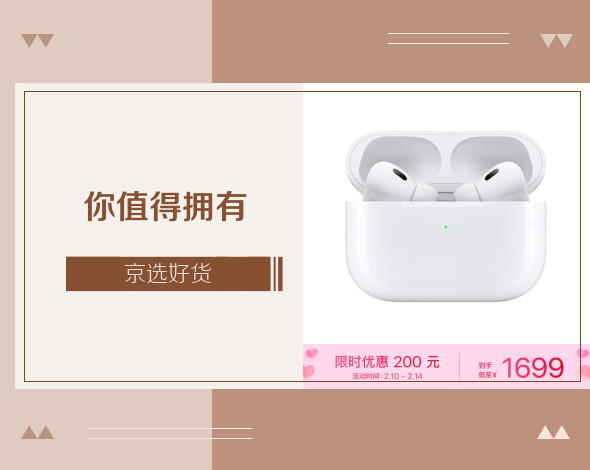 你值得拥有
京选好货
限时优惠 200 元
活动时间: 2.10 - 2.14
到手
低至¥ 1699